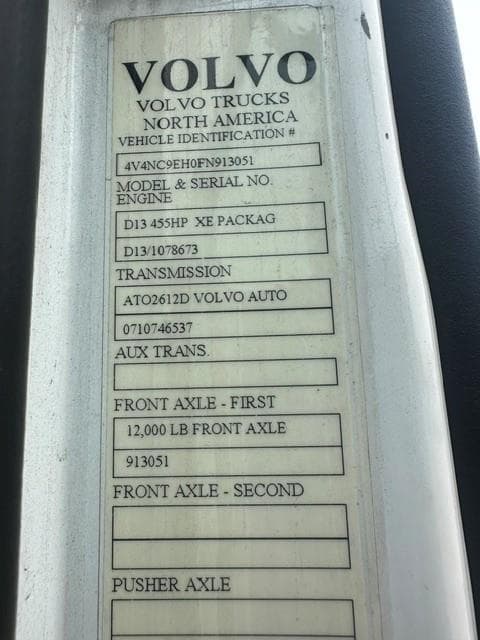 VOLVO
VOLVO TRUCKS
NORTH AMERICA
VEHICLE IDENTIFICATION #
4V4NC9EH0FN913051
MODEL & SERIAL NO.
ENGINE
D13 455HP XE PACKAG
D13/1078673
TRANSMISSION
ATO2612D VOLVO AUTO
0710746537
AUX TRANS.
FRONT AXLE - FIRST
12,000 LB FRONT AXLE
913051
FRONT AXLE - SECOND
PUSHER AXLE